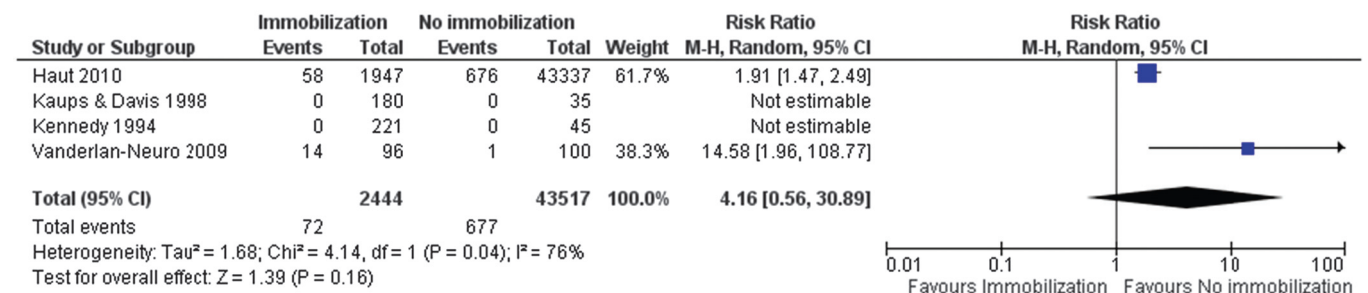 Immobilization No immobilization Risk Ratio Risk Ratio
Study or Subgroup Events Total Events Total Weight M-H, Random, 95% CI M-H, Random, 95% CI
Haut 2010 58 1947 676 43337 61.7% 1.91 [1.47, 2.49]
Kaups & Davis 1998 0 180 0 35 Not estimable
Kennedy 1994 0 221 0 45 Not estimable
Vanderlan-Neuro 2009 14 96 1 100 38.3% 14.58 [1.96, 108.77]
Total (95% CI) 2444 43517 100.0% 4.16 [0.56, 30.89]
Total events 72 677
Heterogeneity: Tau² = 1.68; Chi² = 4.14, df = 1 (P = 0.04); I² = 76%
Test for overall effect: Z = 1.39 (P = 0.16)
0.01 0.1 1 10 100
Favours Immobilization Favours No immobilization